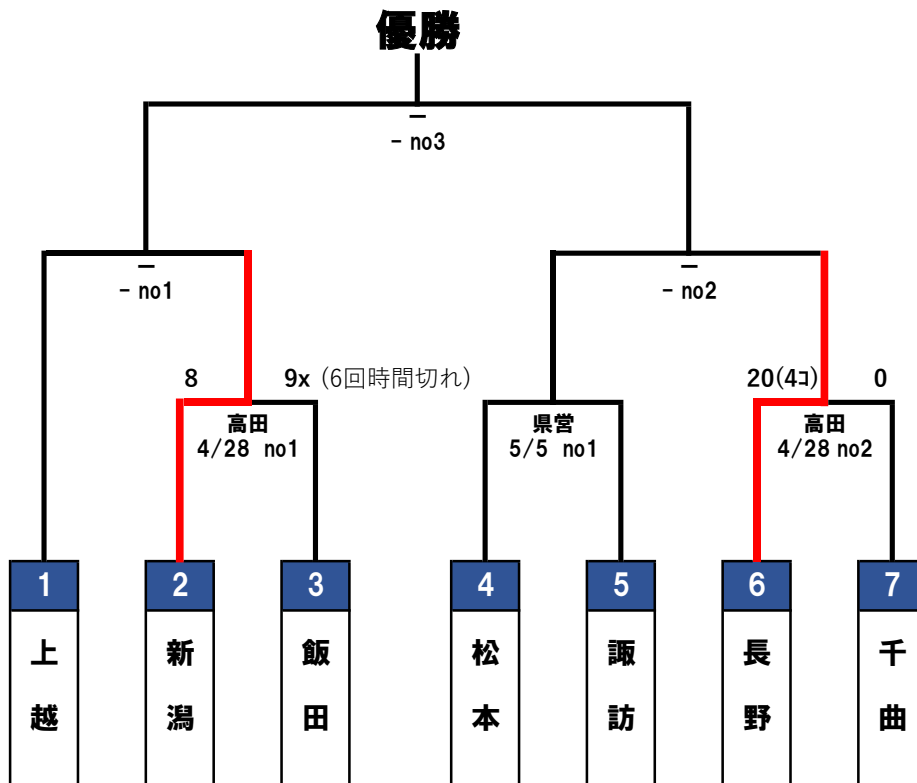 優勝
－
- no3
－
- no1
－
- no2
8 9x (6回時間切れ)
20(4ｺ) 0
高田
4/28 no1
県営
5/5 no1
高田
4/28 no2
1 2 3 4 5 6 7
上越
新潟
飯田
松本
諏訪
長野
千曲